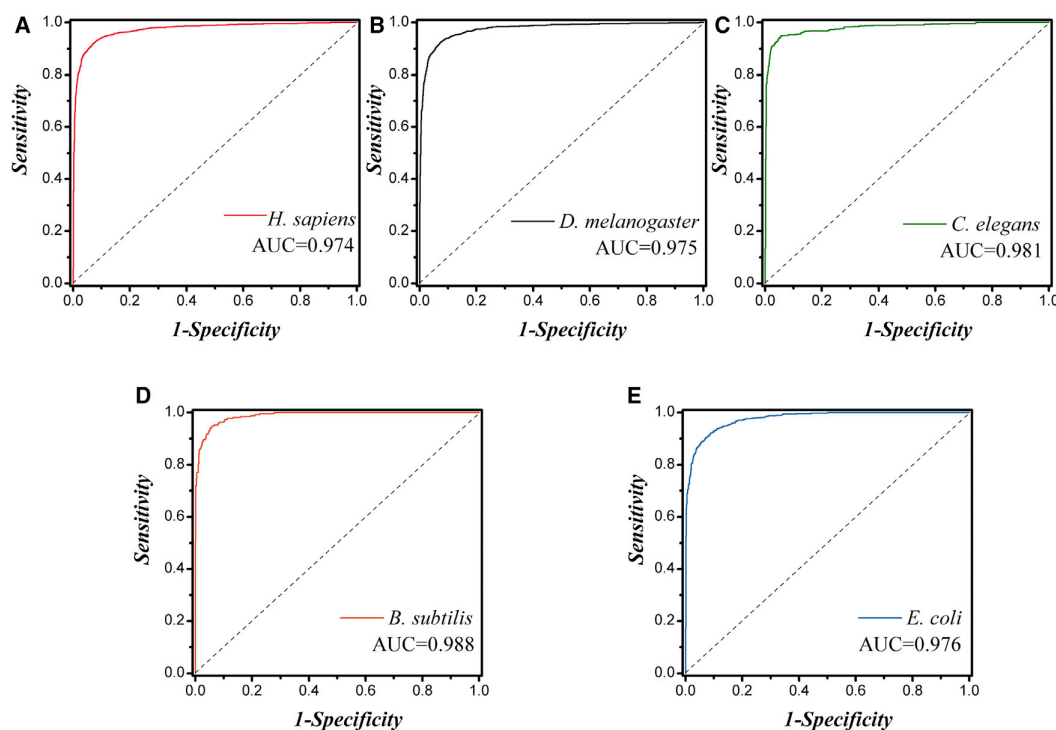 A
1.0
0.8
0.6
0.4
0.2
0.0
Sensitivity
H. sapiens
AUC=0.974
0.0 0.2 0.4 0.6 0.8 1.0
1-Specificity
B
1.0
0.8
0.6
0.4
0.2
0.0
Sensitivity
D. melanogaster
AUC=0.975
0.0 0.2 0.4 0.6 0.8 1.0
1-Specificity
C
1.0
0.8
0.6
0.4
0.2
0.0
Sensitivity
C. elegans
AUC=0.981
0.0 0.2 0.4 0.6 0.8 1.0
1-Specificity
D
1.0
0.8
0.6
0.4
0.2
0.0
Sensitivity
B. subtilis
AUC=0.988
0.0 0.2 0.4 0.6 0.8 1.0
1-Specificity
E
1.0
0.8
0.6
0.4
0.2
0.0
Sensitivity
E. coli
AUC=0.976
0.0 0.2 0.4 0.6 0.8 1.0
1-Specificity